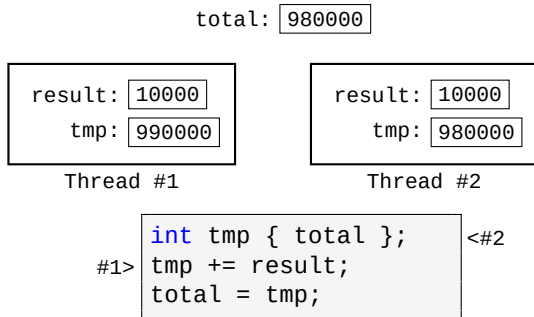 total: 980000
result: 10000
tmp: 990000
Thread #1
result: 10000
tmp: 980000
Thread #2
int tmp { total }; <#2
#1> tmp += result;
total = tmp;